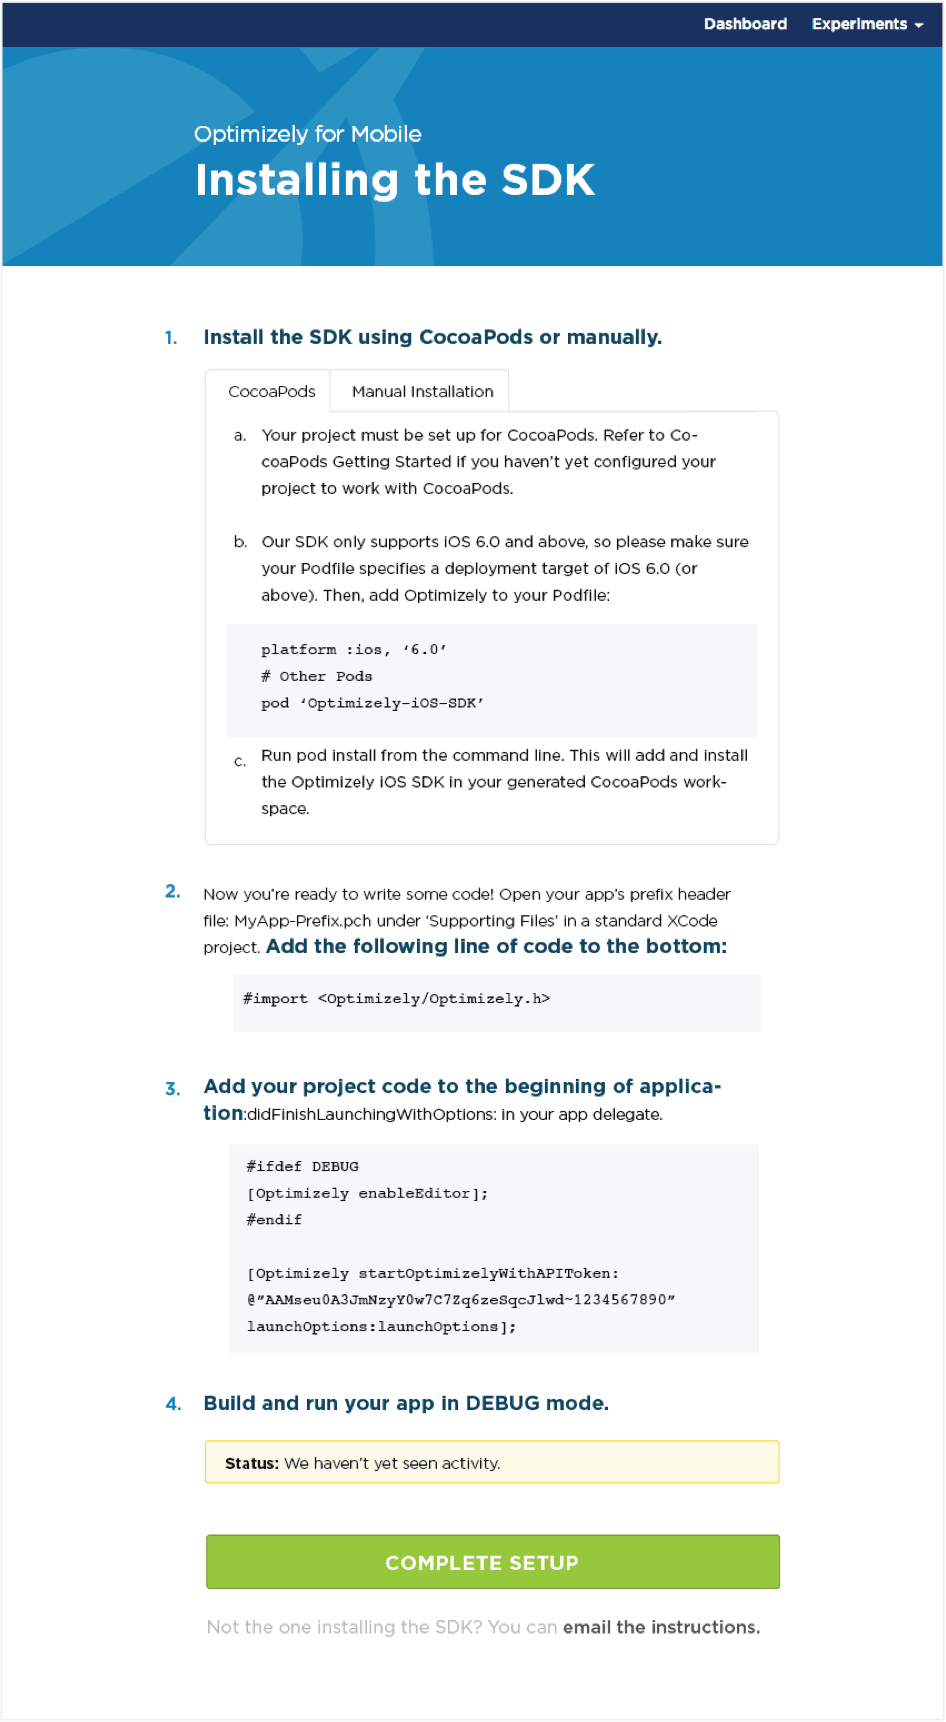 Dashboard Experiments
Optimizely for Mobile
Installing the SDK
1. Install the SDK using CocoaPods or manually.
CocoaPods Manual Installation
a. Your project must be set up for CocoaPods. Refer to Co-
coaPods Getting Started if you haven't yet configured your
project to work with CocoaPods.
b. Our SDK only supports iOS 6.0 and above, so please make sure
your Podfile specifies a deployment target of iOS 6.0 (or
above). Then, add Optimizely to your Podfile:
platform :ios, ‘6.0’
# Other Pods
pod ‘Optimizely-iOS-SDK’
c. Run pod install from the command line. This will add and install
the Optimizely iOS SDK in your generated CocoaPods work-
space.
2. Now you're ready to write some code! Open your app's prefix header
file: MyApp-Prefix.pch under ‘Supporting Files’ in a standard XCode
project. Add the following line of code to the bottom:
#import <Optimizely/Optimizely.h>
3. Add your project code to the beginning of applica-
tion:didFinishLaunchingWithOptions: in your app delegate.
#ifdef DEBUG
[Optimizely enableEditor];
#endif
[Optimizely startOptimizelyWithAPIToken:
@”AAMseu0A3JmNzyY0w7C7Zq6zeSqcJlwd~1234567890”
launchOptions:launchOptions];
4. Build and run your app in DEBUG mode.
Status: We haven't yet seen activity.
COMPLETE SETUP
Not the one installing the SDK? You can email the instructions.